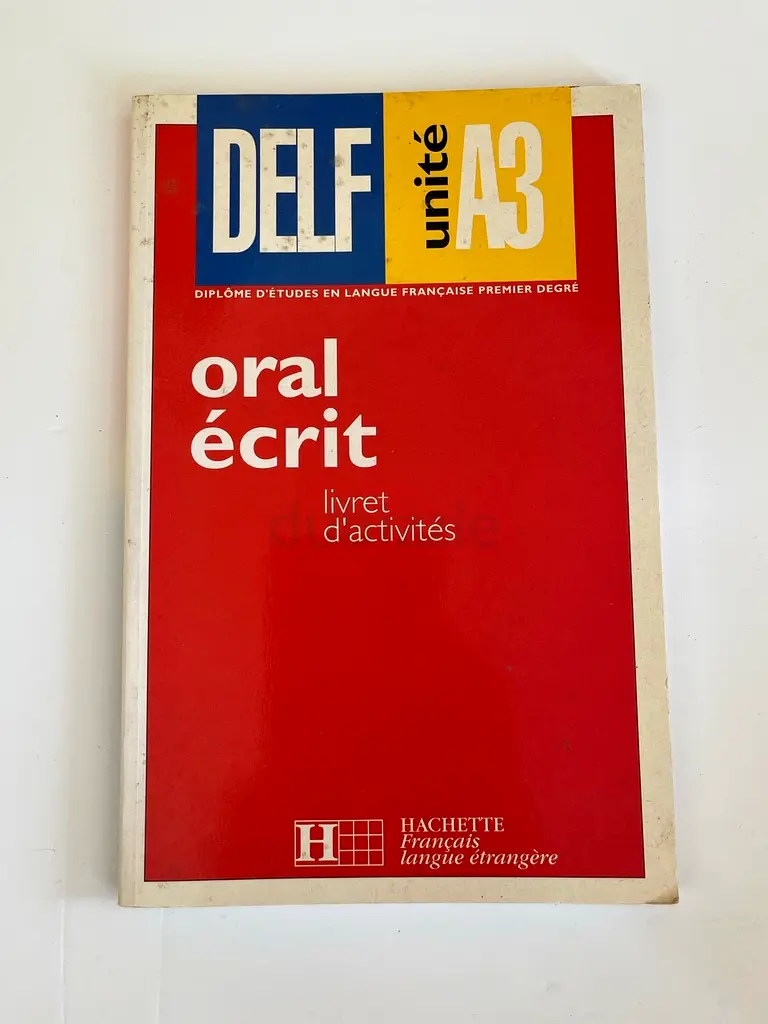 DELF
unité A3
DIPLÔME D'ÉTUDES EN LANGUE FRANÇAISE PREMIER DEGRÉ
oral
écrit
livret
d'activités
H
HACHETTE
Français
langue étrangère